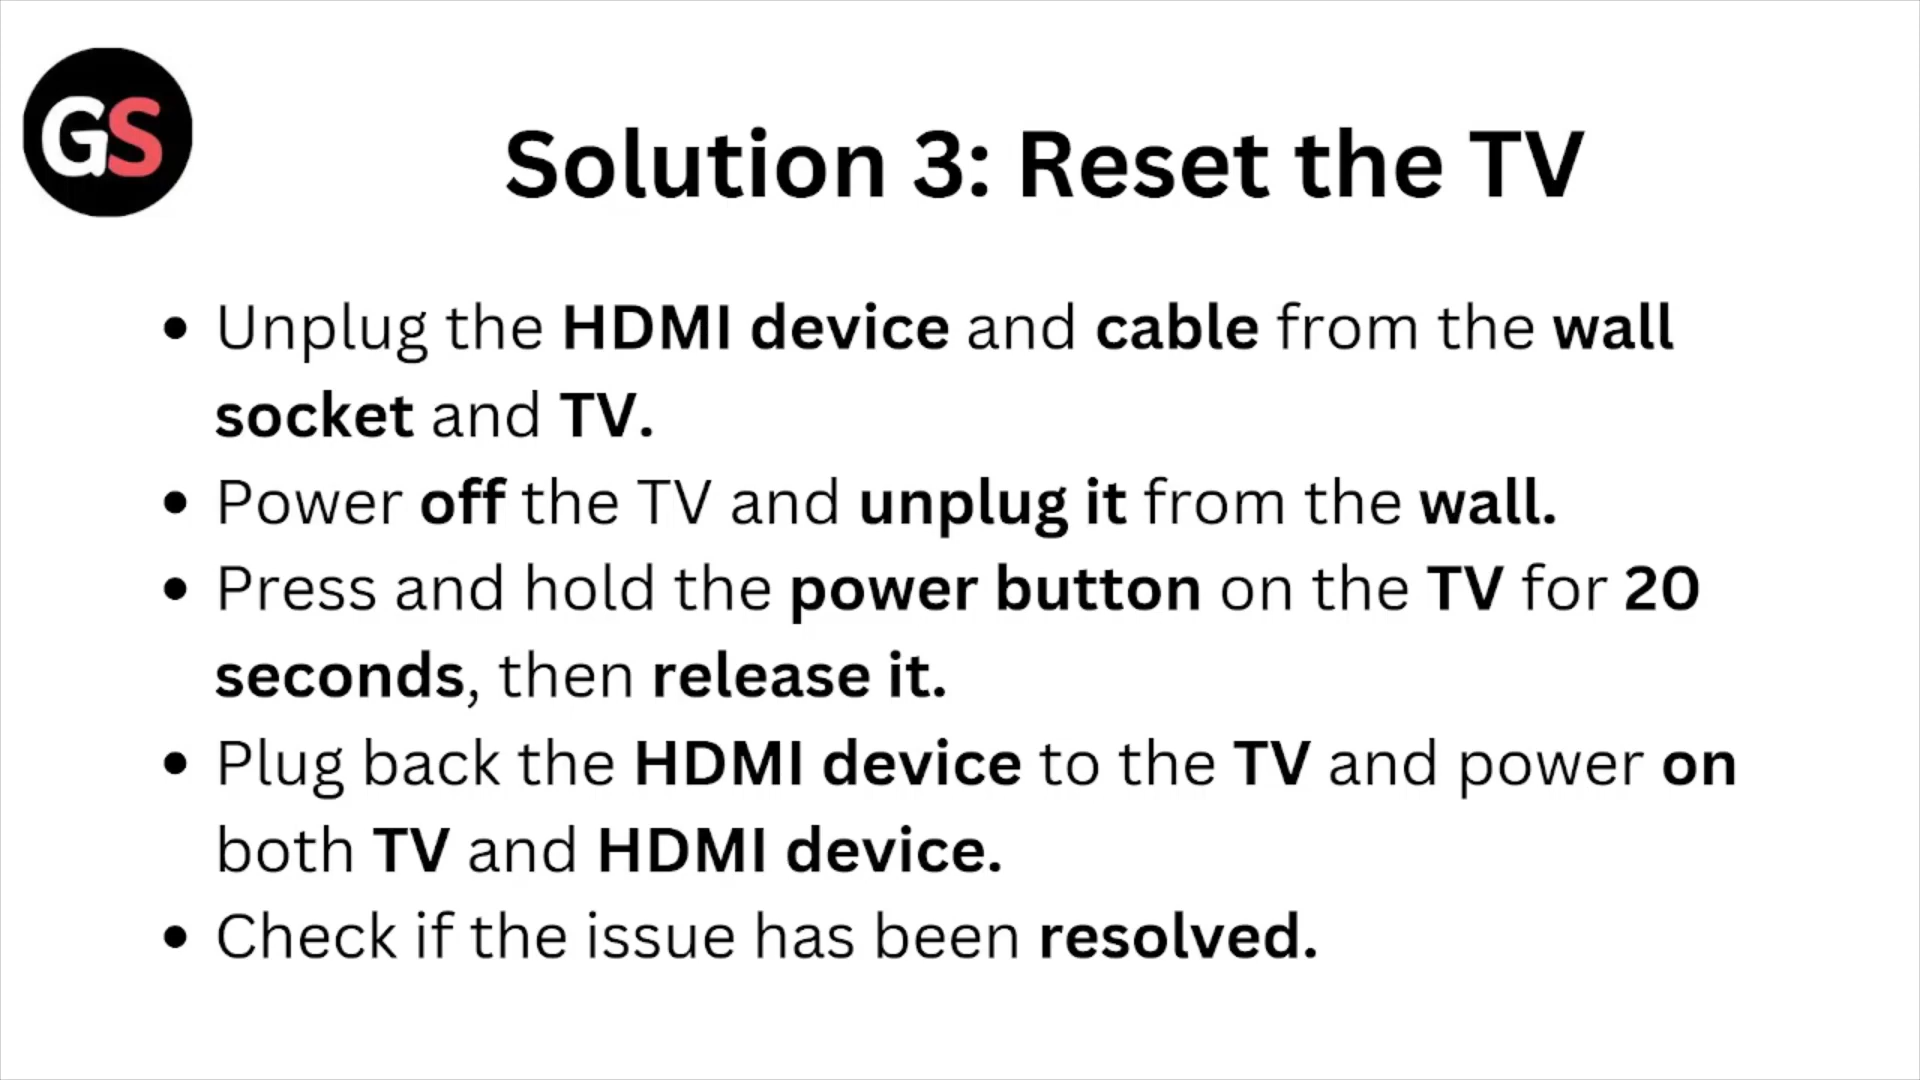 GS
Solution 3: Reset the TV
• Unplug the HDMI device and cable from the wall
socket and TV.
• Power off the TV and unplug it from the wall.
• Press and hold the power button on the TV for 20
seconds, then release it.
• Plug back the HDMI device to the TV and power on
both TV and HDMI device.
• Check if the issue has been resolved.